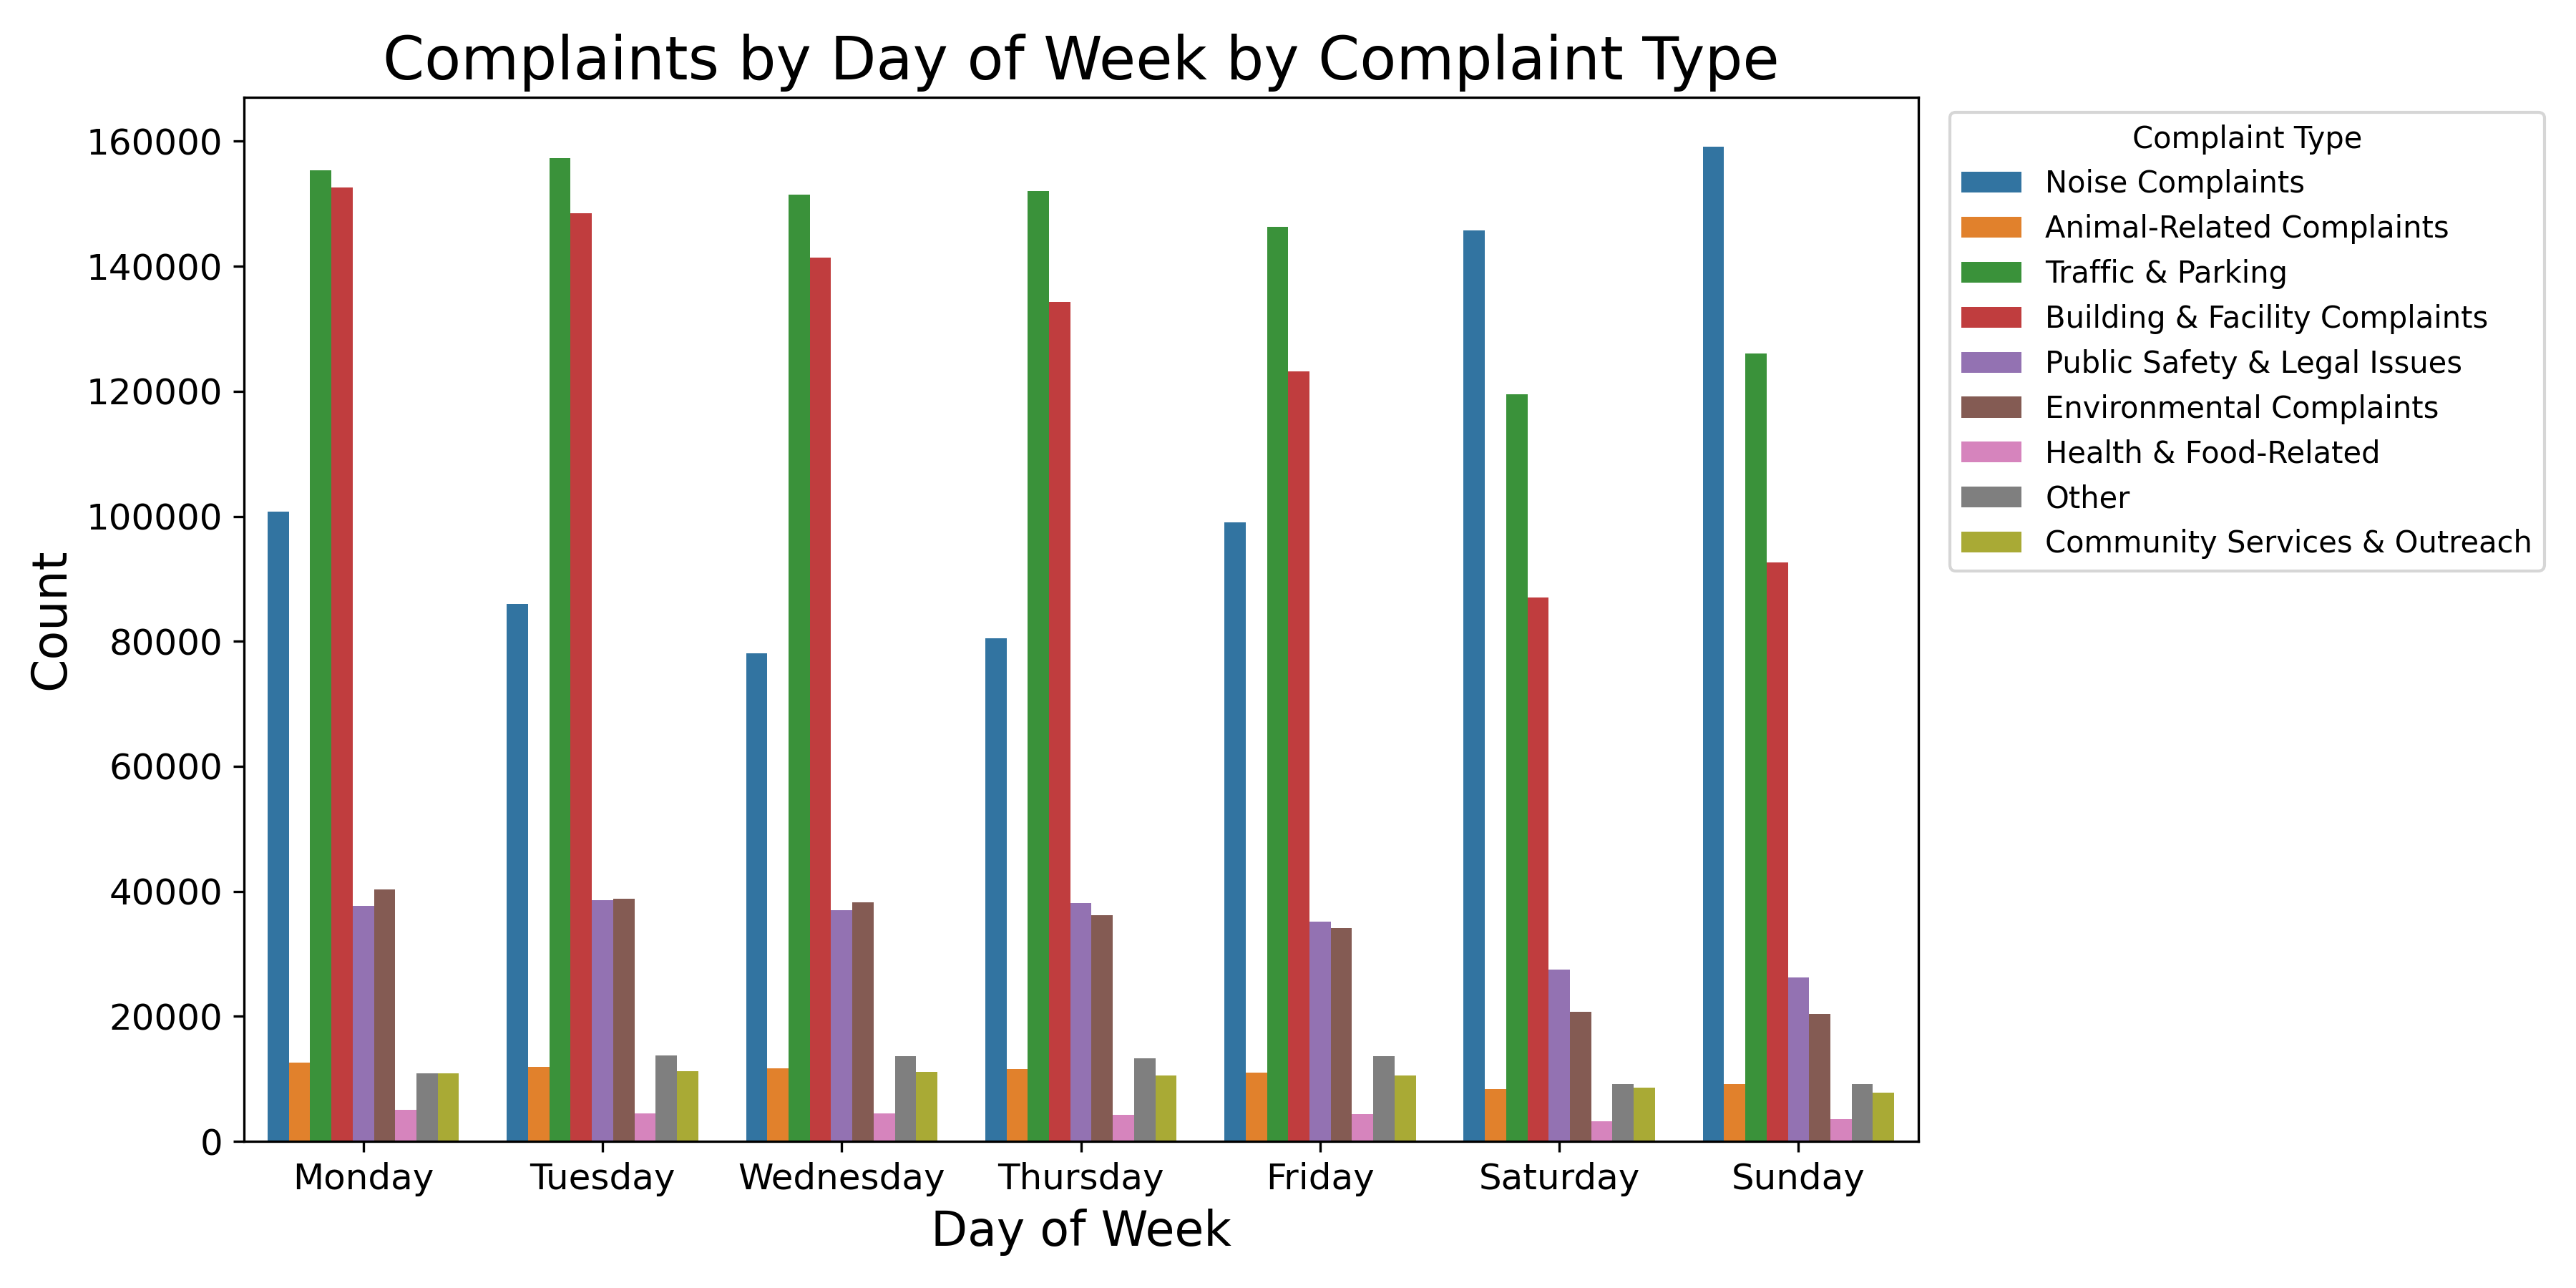 Complaints by Day of Week by Complaint Type
160000
140000
120000
100000
80000
60000
40000
20000
0
Count
Monday Tuesday Wednesday Thursday Friday Saturday Sunday
Day of Week
Complaint Type
Noise Complaints
Animal-Related Complaints
Traffic & Parking
Building & Facility Complaints
Public Safety & Legal Issues
Environmental Complaints
Health & Food-Related
Other
Community Services & Outreach